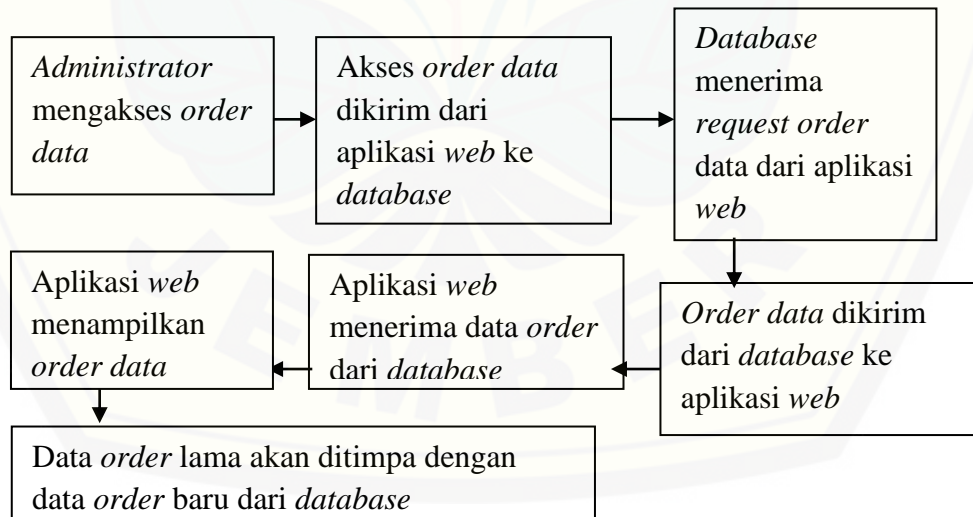 Administrator
mengakses order
data
Akses order data
dikirim dari
aplikasi web ke
database
Database
menerima
request order
data dari aplikasi
web
Order data dikirim
dari database ke
aplikasi web
Aplikasi web
menerima data order
dari database
Aplikasi web
menampilkan
order data
Data order lama akan ditimpa dengan
data order baru dari database
JEMBER